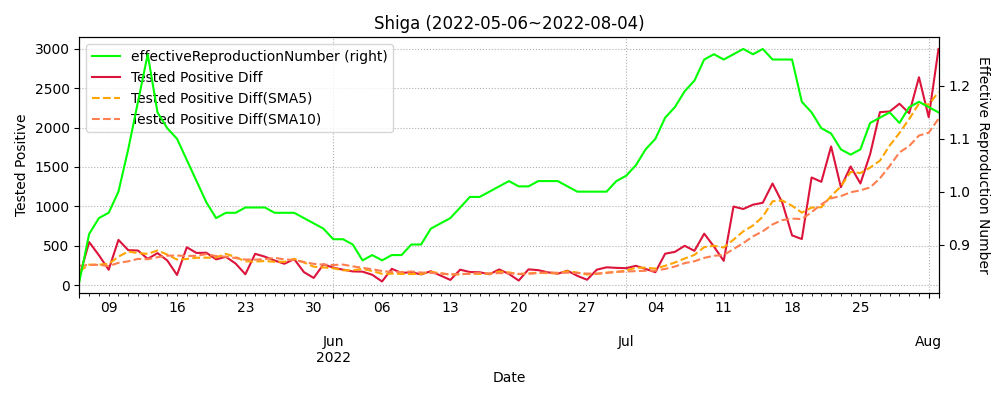 Shiga (2022-05-06~2022-08-04)
effectiveReproductionNumber (right)
Tested Positive Diff
Tested Positive Diff(SMA5)
Tested Positive Diff(SMA10)
Tested Positive
3000
2500
2000
1500
1000
500
0
1.2
1.1
1.0
0.9
Effective Reproduction Number
09 16 23 30 06 13 20 27 04 11 18 25
Jun Jul Aug
2022
Date